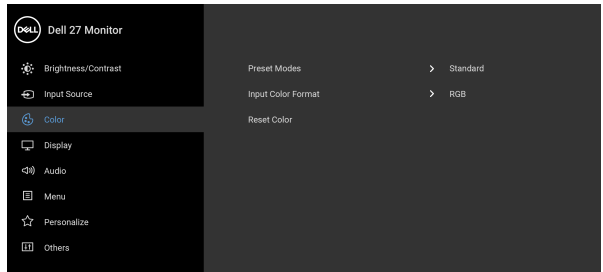 DELL Dell 27 Monitor
Brightness/Contrast
Preset Modes > Standard
Input Source
Input Color Format > RGB
Color
Reset Color
Display
Audio
Menu
Personalize
Others